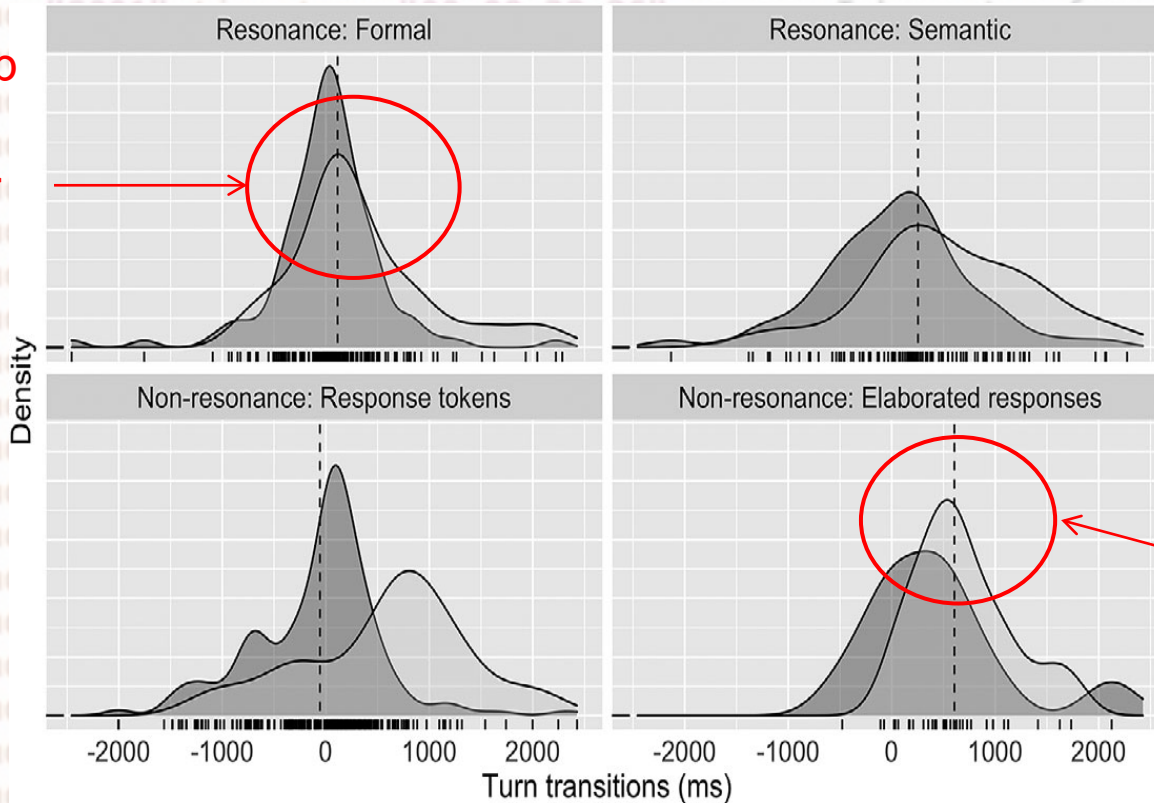 Resonance: Formal
Resonance: Semantic
Density
Non-resonance: Response tokens
Non-resonance: Elaborated responses
-2000 -1000 0 1000 2000
-2000 -1000 0 1000 2000
Turn transitions (ms)